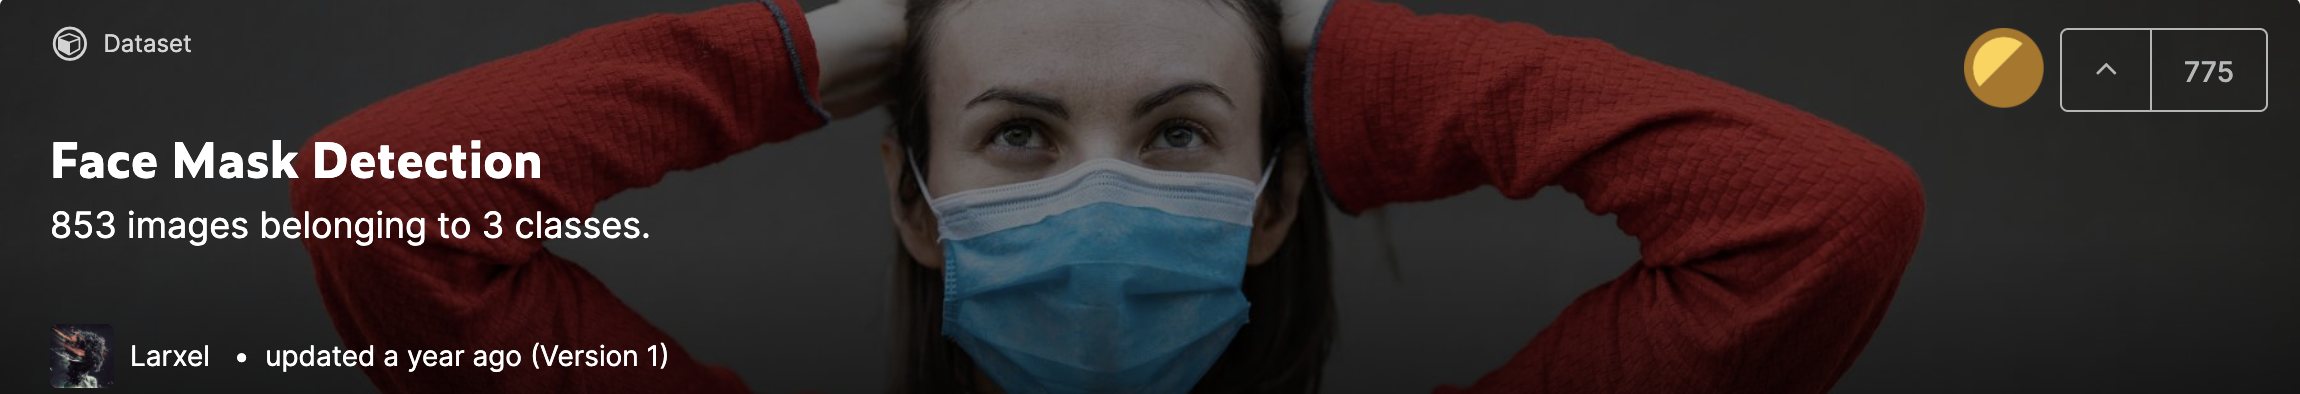 Dataset
775
Face Mask Detection
853 images belonging to 3 classes.
Larxel • updated a year ago (Version 1)